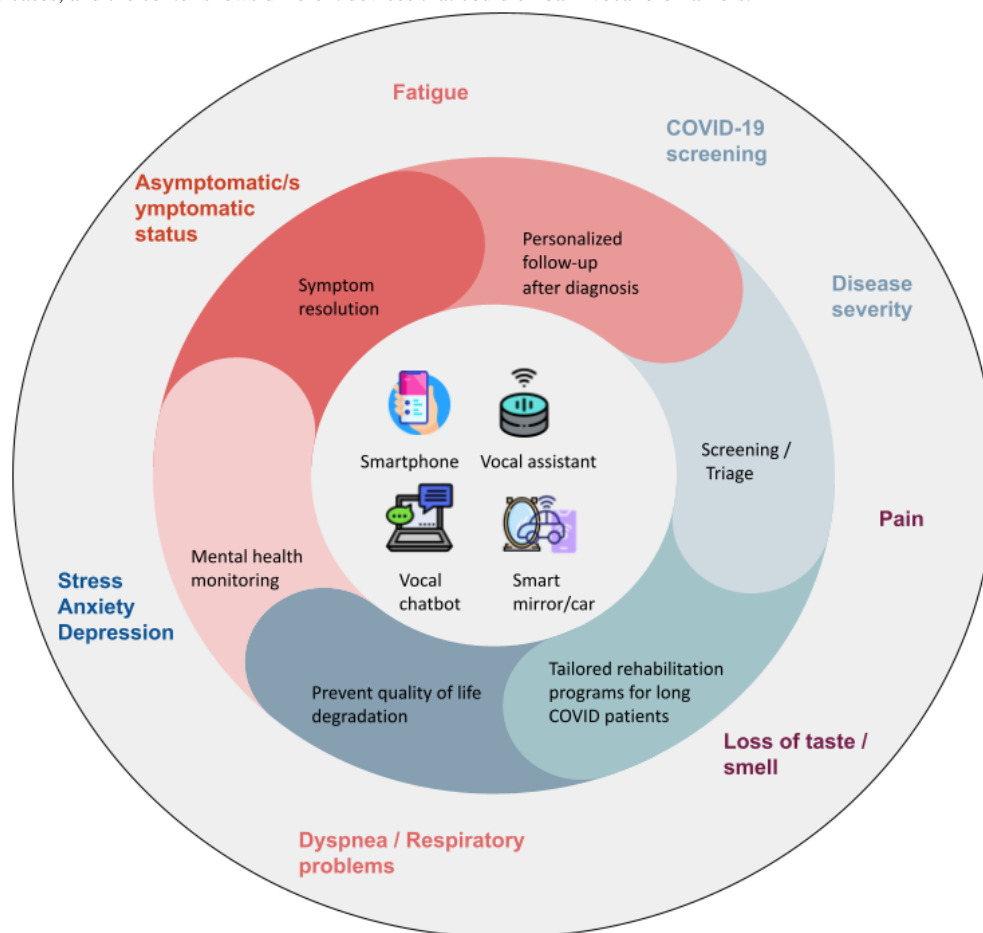 Fatigue
COVID-19
screening
Asymptomatic/s
ymptomatic
status
Personalized
follow-up
after diagnosis
Symptom
resolution
Disease
severity
Smartphone
Vocal assistant
Screening /
Triage
Pain
Mental health
monitoring
Vocal
chatbot
Smart
mirror/car
Stress
Anxiety
Depression
Prevent quality of life
degradation
Tailored rehabilitation
programs for long
COVID patients
Loss of taste /
smell
Dyspnea / Respiratory
problems